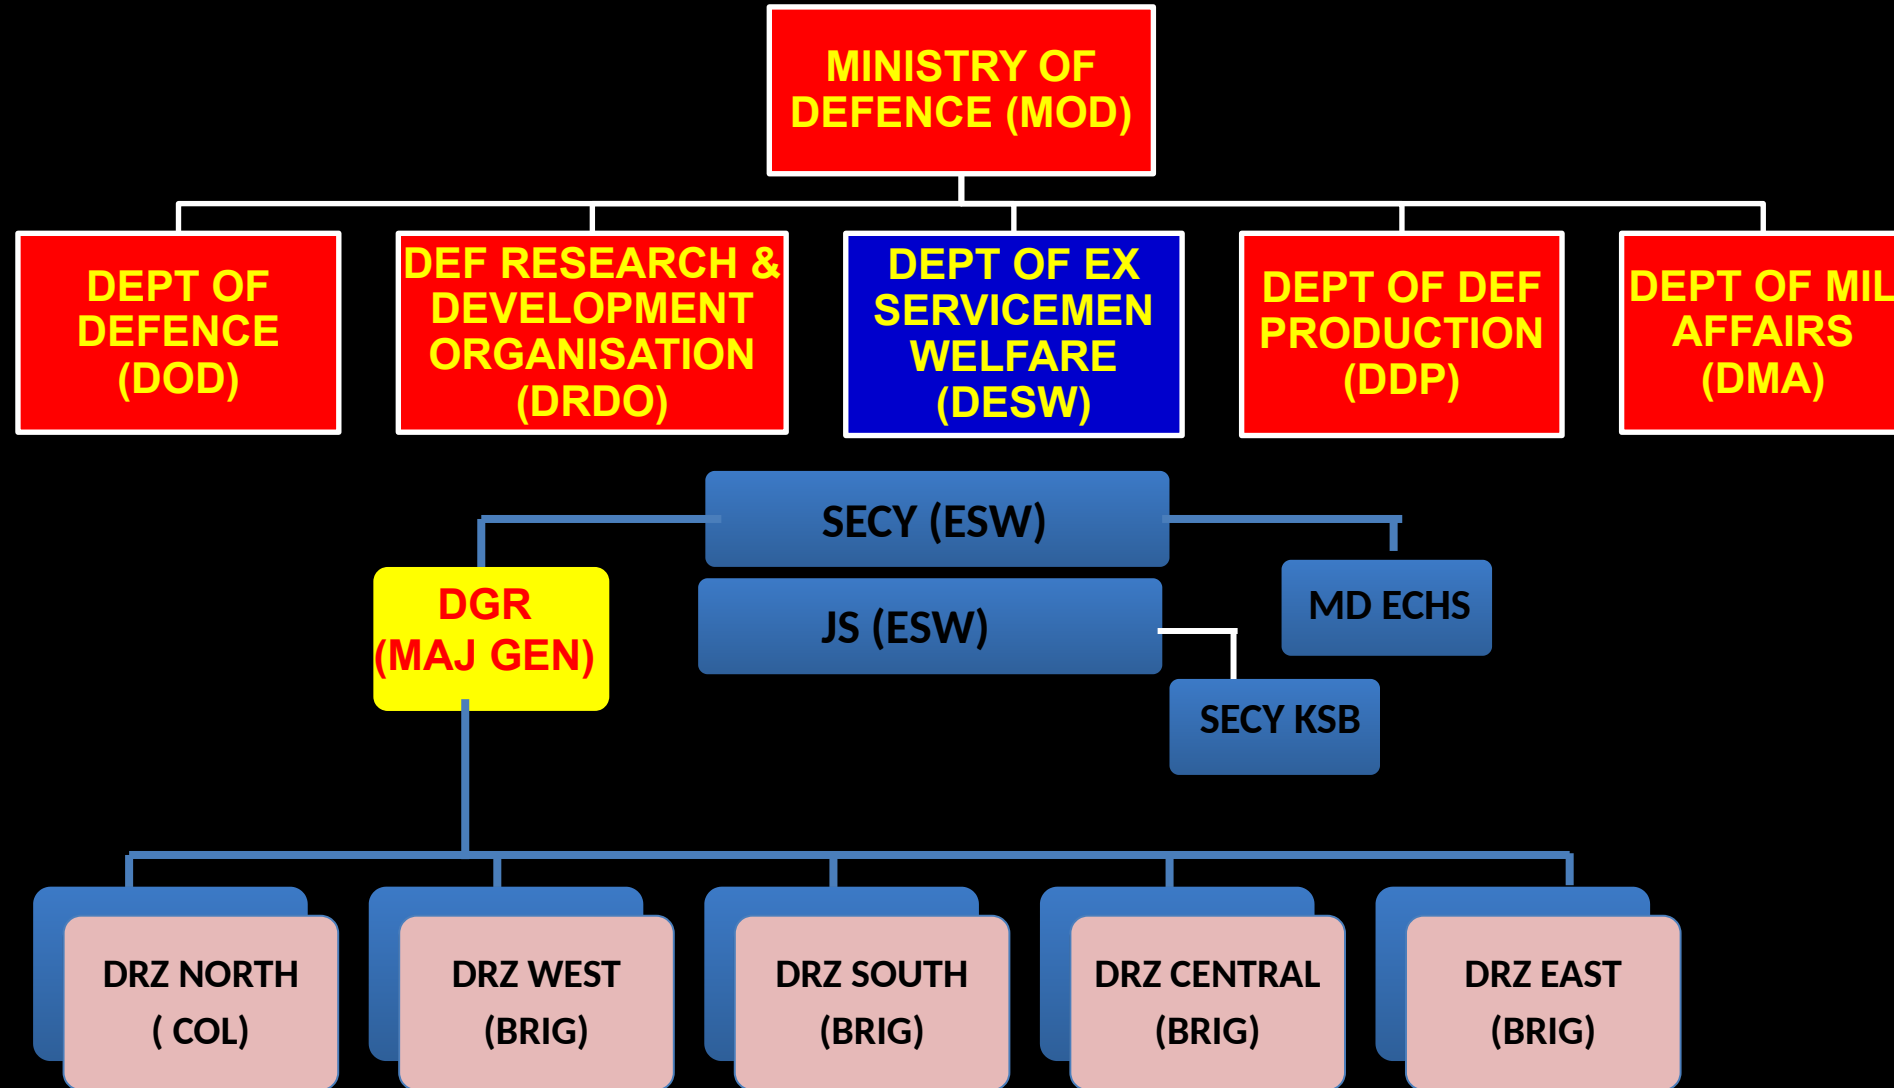 MINISTRY OF
DEFENCE (MOD)
DEPT OF
DEFENCE
(DOD)
DEF RESEARCH &
DEVELOPMENT
ORGANISATION
(DRDO)
DEPT OF EX
SERVICEMEN
WELFARE
(DESW)
DEPT OF DEF
PRODUCTION
(DDP)
DEPT OF MIL
AFFAIRS
(DMA)
SECY (ESW)
DGR
(MAJ GEN)
JS (ESW)
MD ECHS
SECY KSB
DRZ NORTH
( COL)
DRZ WEST
(BRIG)
DRZ SOUTH
(BRIG)
DRZ CENTRAL
(BRIG)
DRZ EAST
(BRIG)